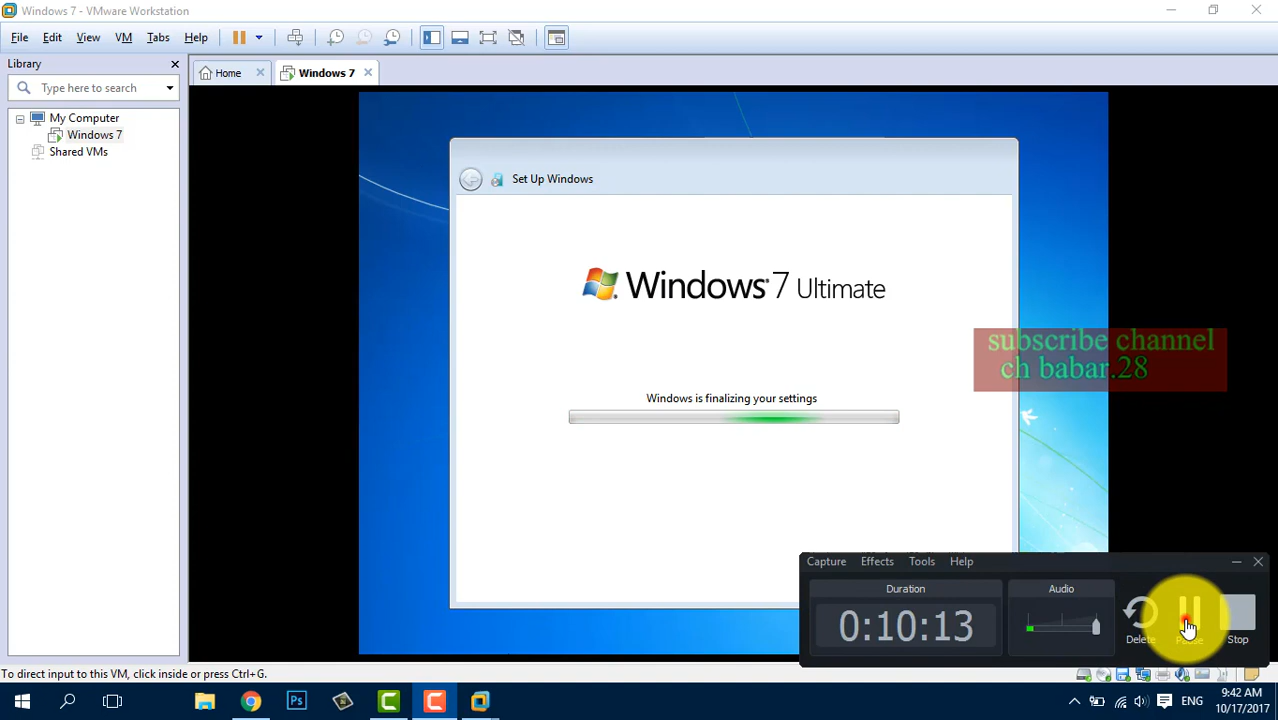 Windows 7 - VMware Workstation
File Edit View VM Tabs Help
Library
Type here to search
Home
Windows 7
My Computer
Windows 7
Shared VMs
Set Up Windows
Windows 7 Ultimate
subscribe channel
ch babar.28
Windows is finalizing your settings
Capture Effects Tools Help
Duration
Audio
0:10:13
Delete
Pause
Stop
To direct input to this VM, click inside or press Ctrl+G.
Ps
ENG
9:42 AM
10/17/2017